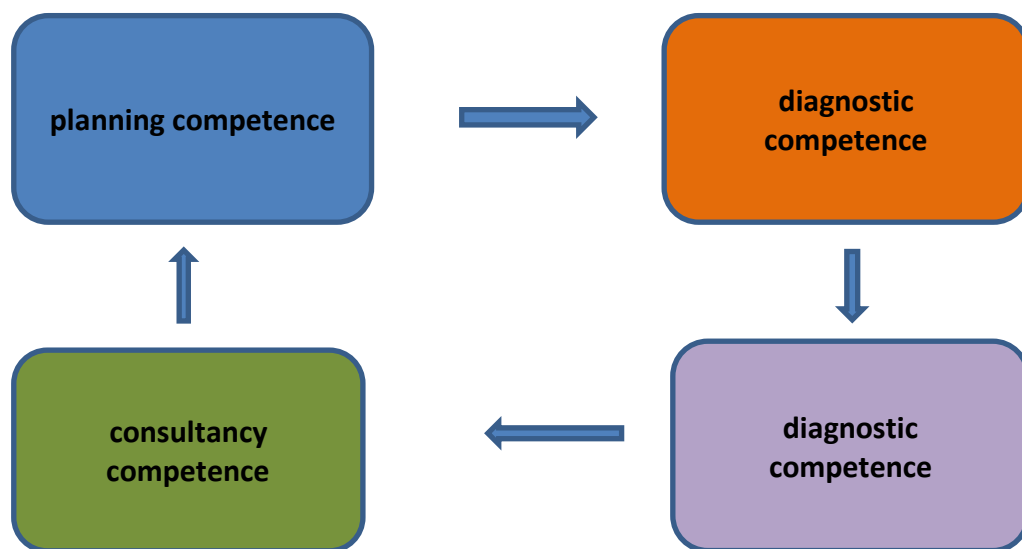 planning competence
diagnostic
competence
consultancy
competence
diagnostic
competence